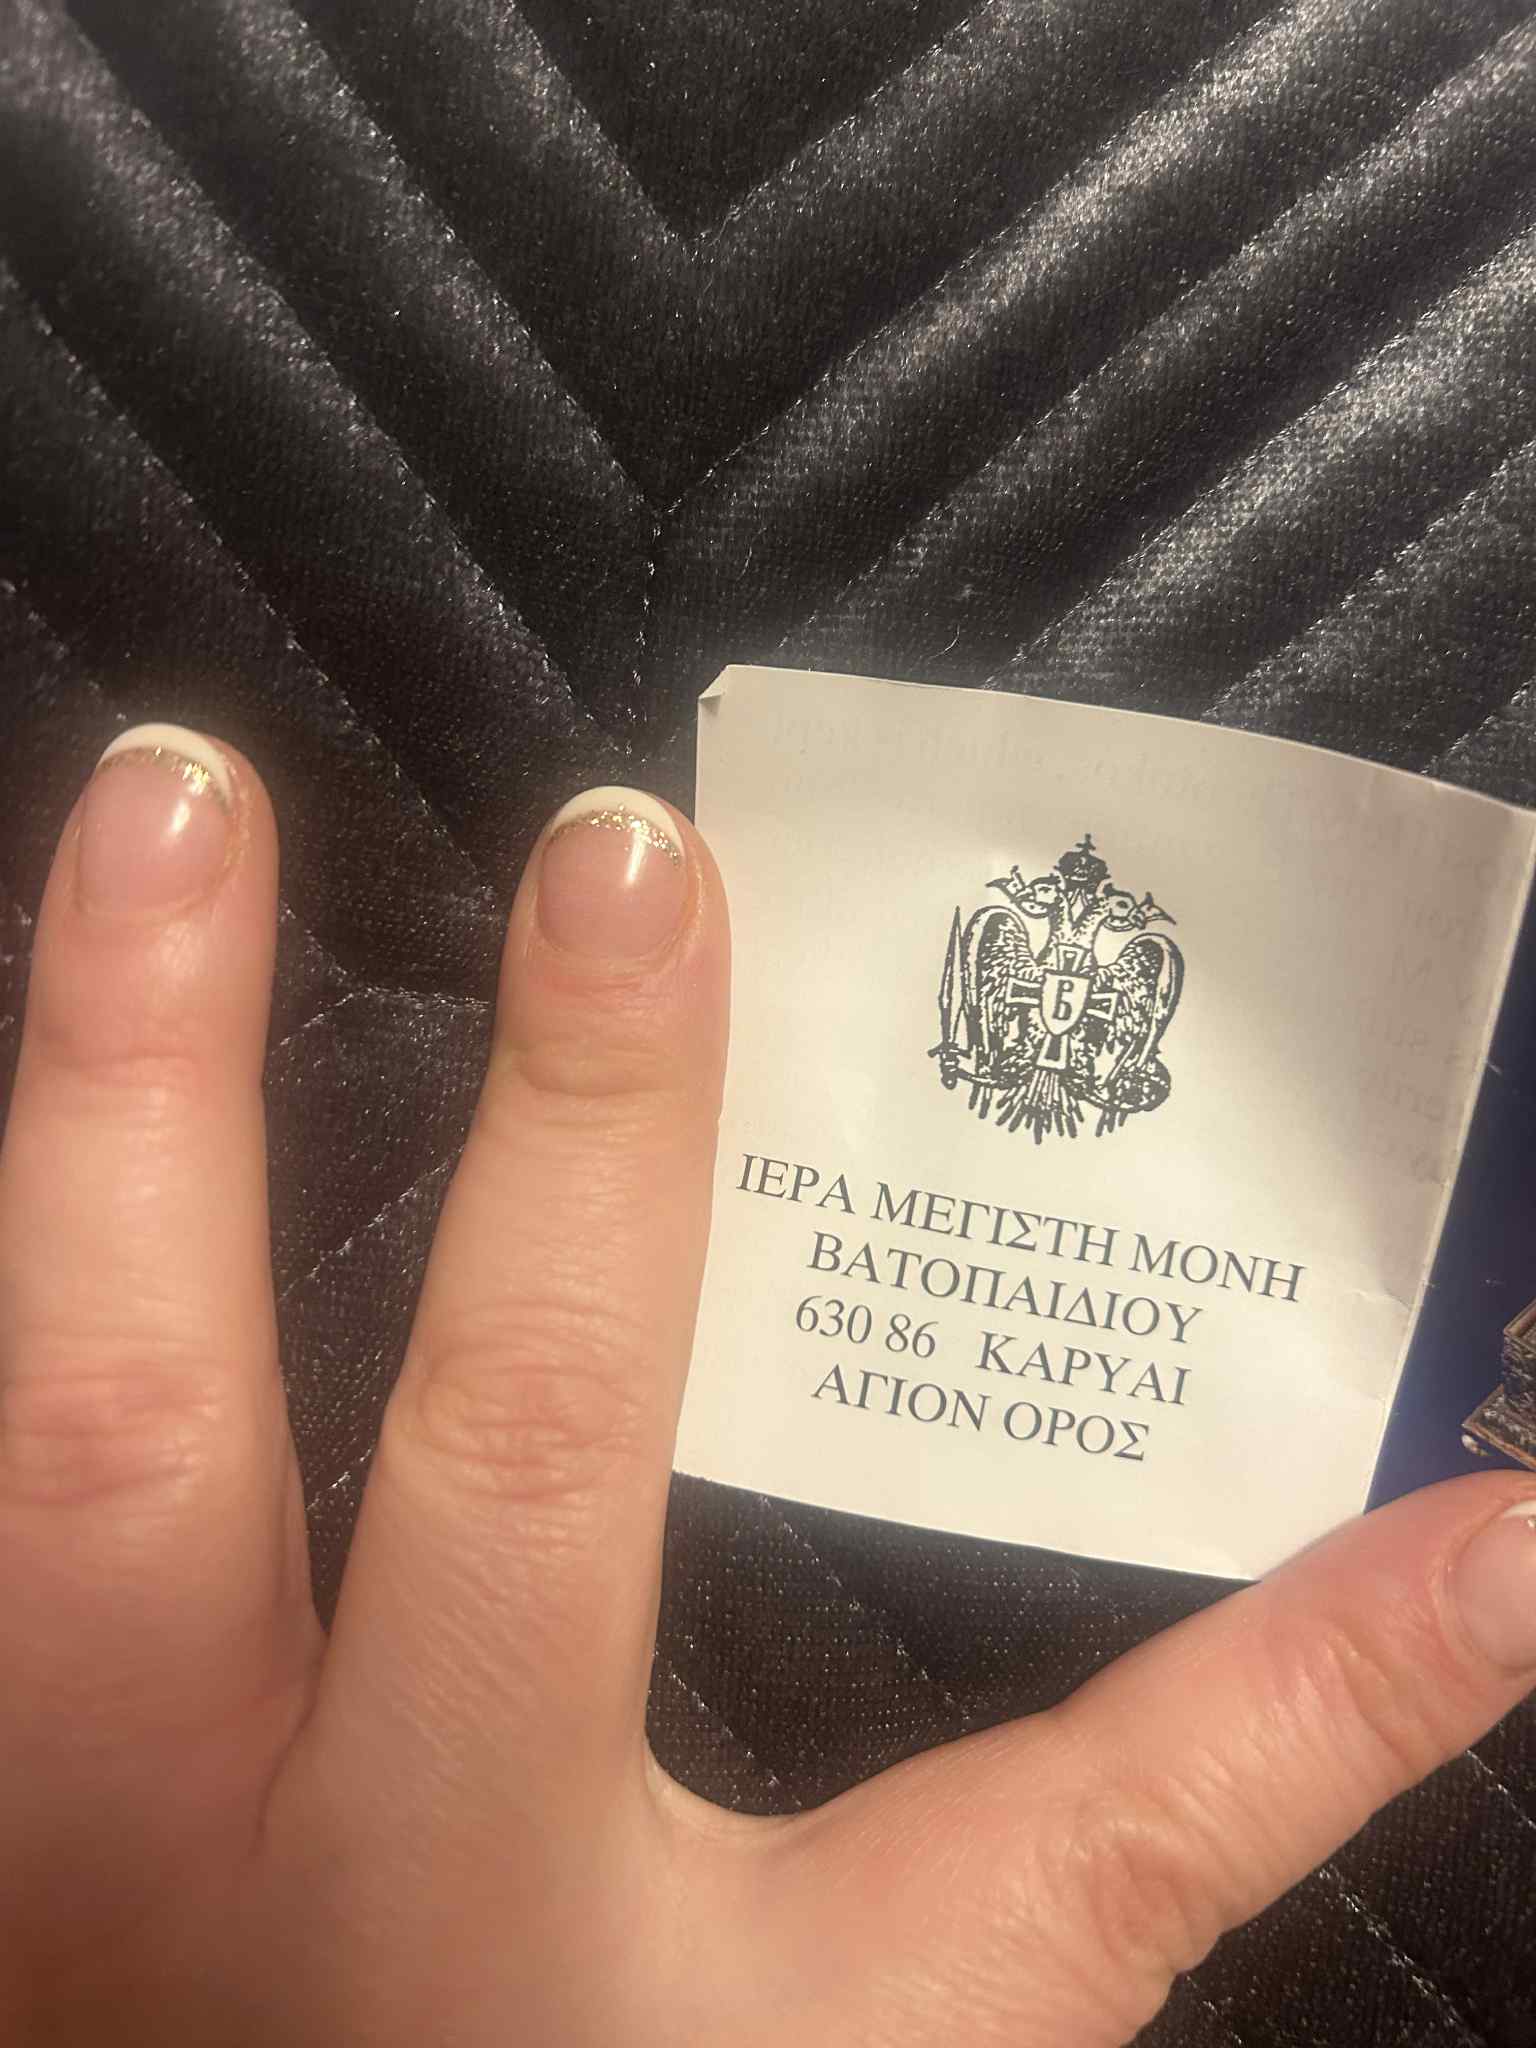 ΙΕΡΑ ΜΕΓΙΣΤΗ ΜΟΝΗ
ΒΑΤΟΠΑΙΔΙΟΥ
630 86 ΚΑΡΥΑΙ
ΑΓΙΟΝ ΟΡΟΣ